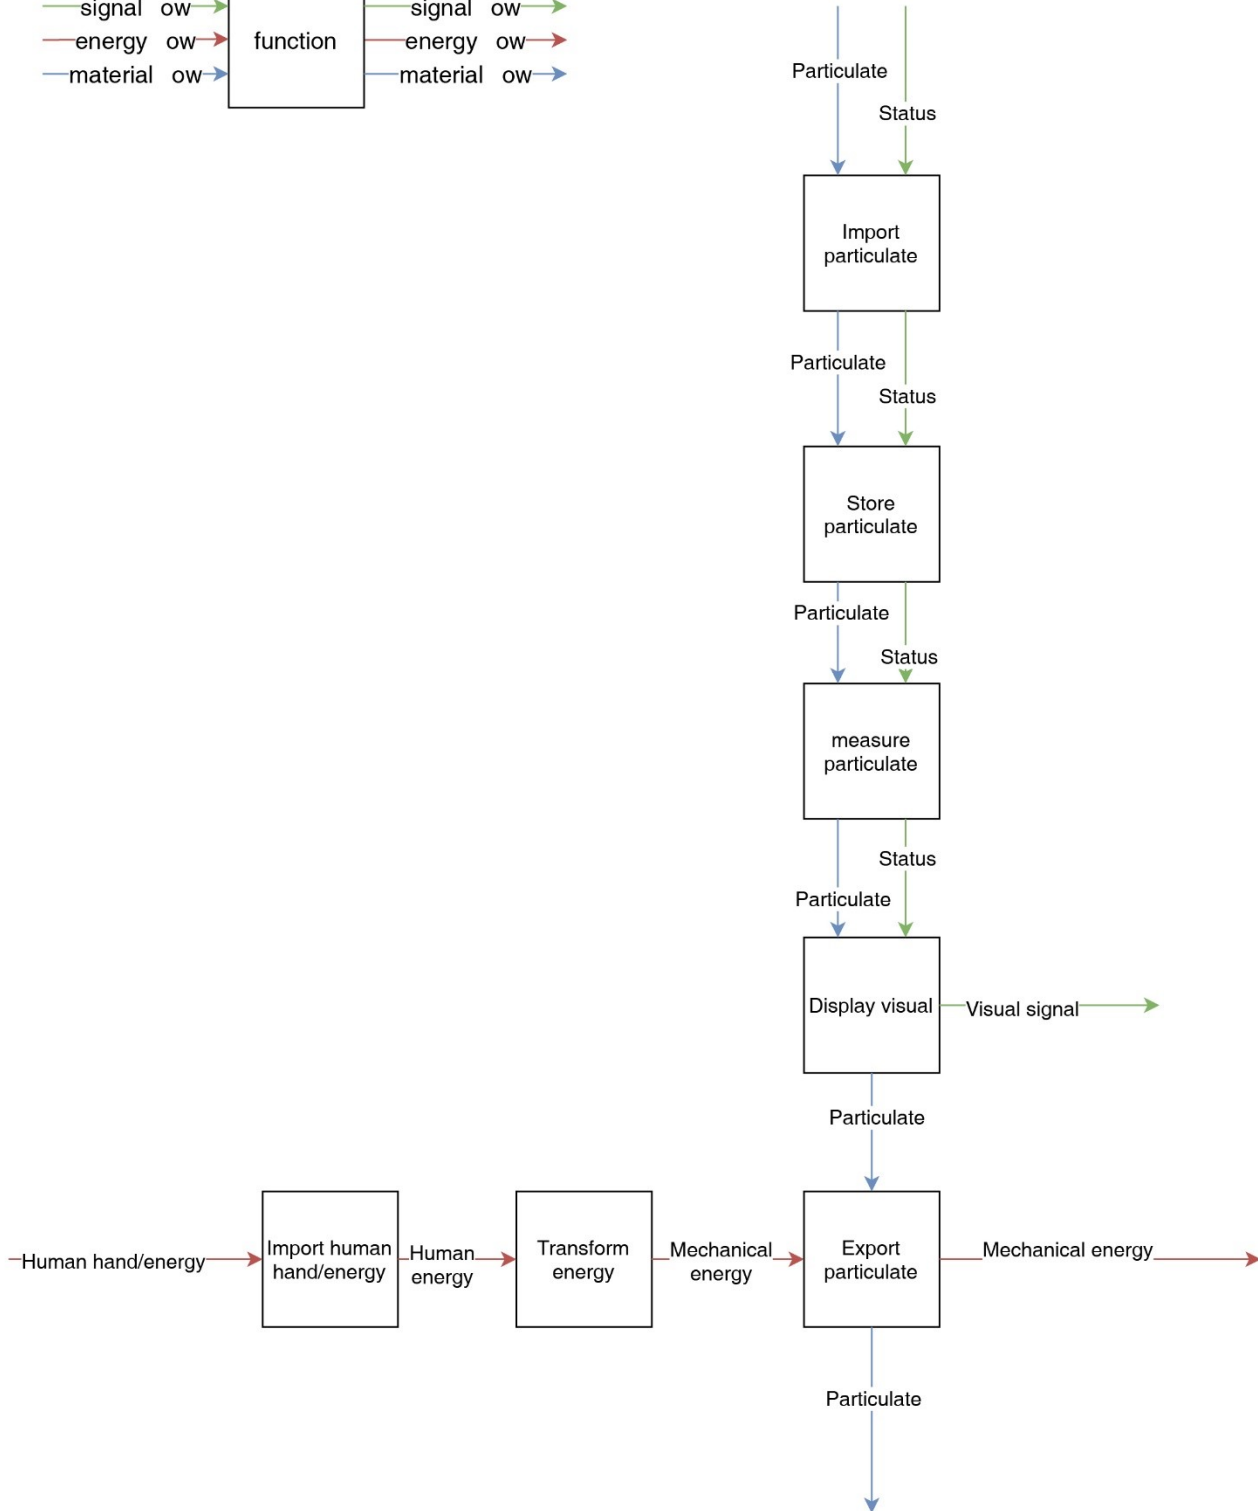 signal ow
signal ow
energy ow
function
energy ow
material ow
material ow
Particulate
Status
Import
particulate
Particulate
Status
Store
particulate
Particulate
Status
measure
particulate
Status
Particulate
Display visual
Visual signal
Particulate
Human hand/energy
Import human
hand/energy
Human
energy
Transform
energy
Mechanical
energy
Export
particulate
Mechanical energy
Particulate